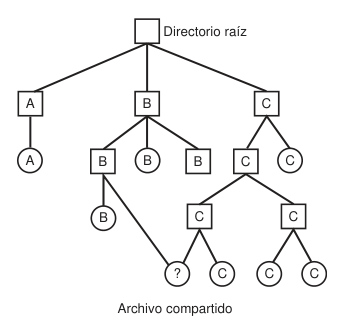 Directorio raíz
A B C
A B B B C C
B C C
? C C C
Archivo compartido